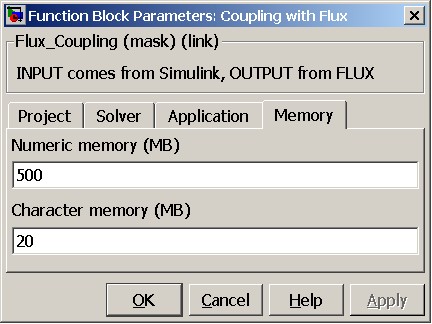 Function Block Parameters: Coupling with Flux
Flux_Coupling (mask) (link)
INPUT comes from Simulink, OUTPUT from FLUX
Project Solver Application Memory
Numeric memory (MB)
500
Character memory (MB)
20
OK Cancel Help Apply